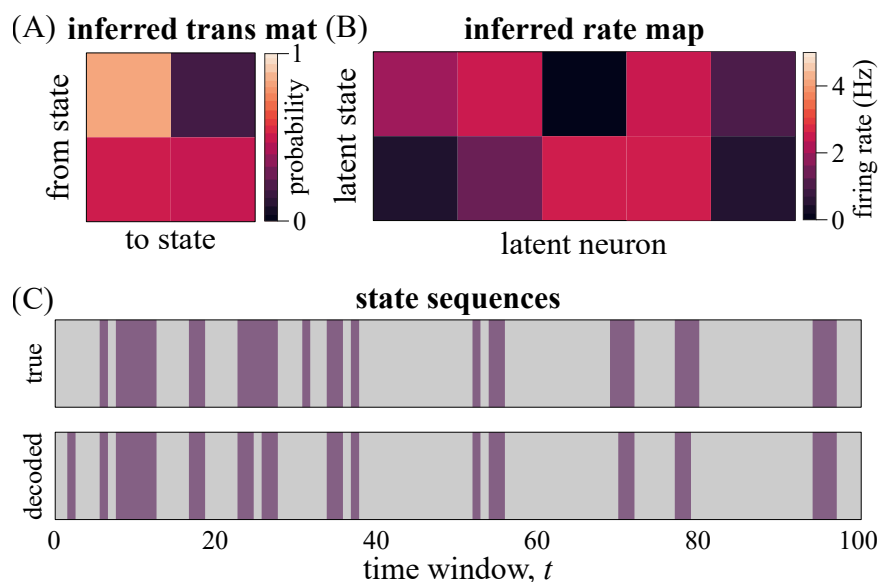 (A) inferred trans mat
from state
to state
1
0
probability
(B) inferred rate map
latent state
latent neuron
4
2
0
firing rate (Hz)
(C) state sequences
true
decoded
0 20 40 60 80 100
time window, t